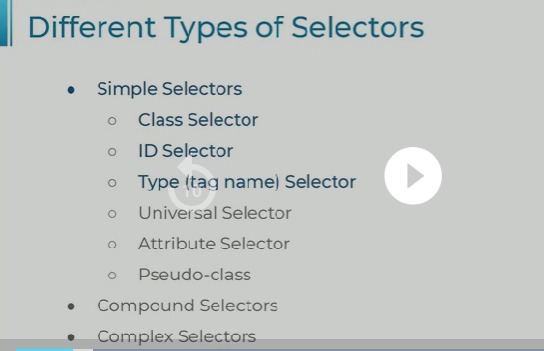 Different Types of Selectors
Simple Selectors
Class Selector
ID Selector
Type (tag name) Selector
10
Universal Selector
Attribute Selector
Pseudo-class
Compound Selectors
Complex Selectors